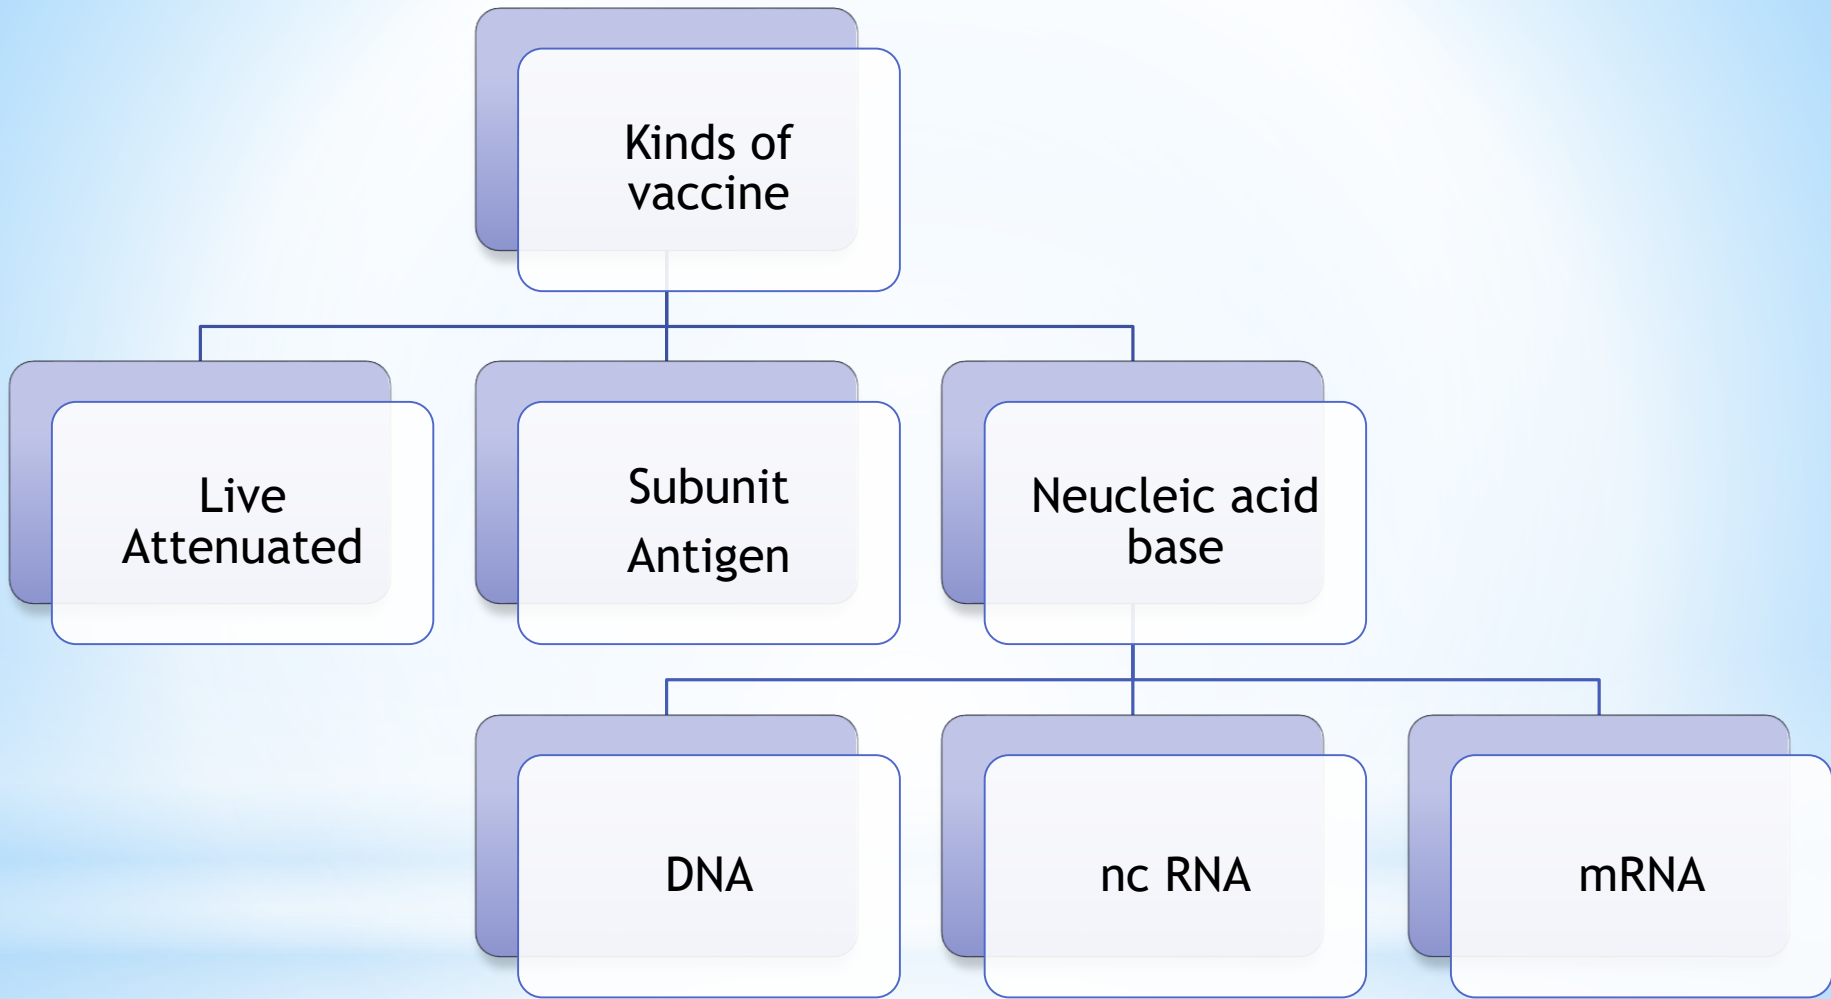 Kinds of
vaccine
Live
Attenuated
Subunit
Antigen
Neucleic acid
base
DNA
nc RNA
mRNA